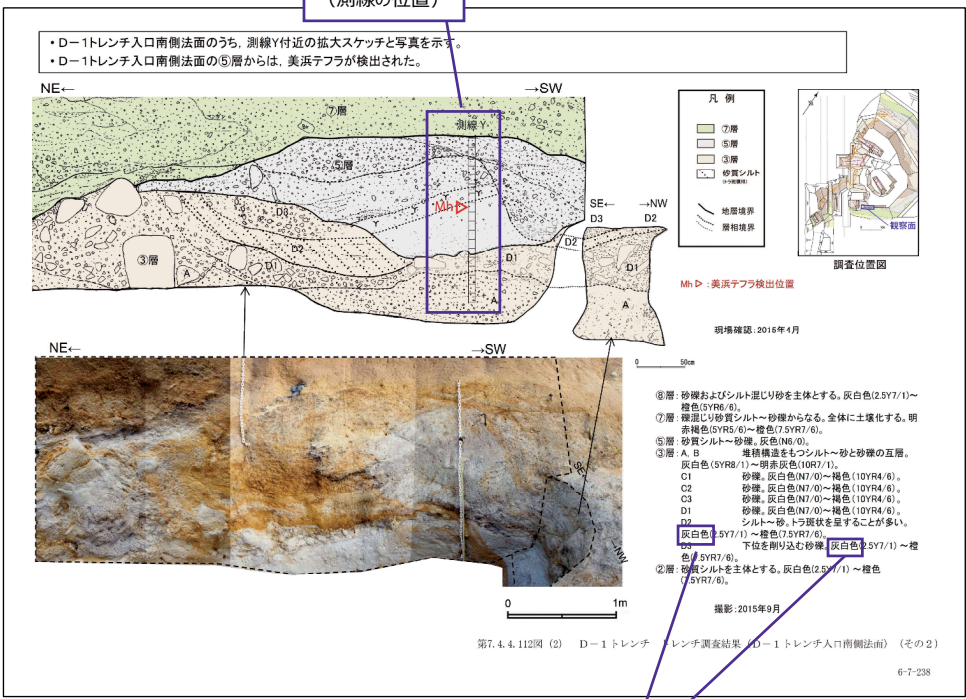 （測線の位置）
・D－1トレンチ入口南側法面のうち，測線Y付近の拡大スケッチと写真を示す。
・D－1トレンチ入口南側法面の⑤層からは，美浜テフラが検出された。
NE←
→SW
⑦層
測線Y
⑤層
Mh
D3
D2
③層
A
D1
D1
A
SE←
→NW
D3
D2
D2
D1
A
凡 例
⑦層
⑤層
③層
砂質シルト
(トラ斑模様)
地層境界
層相境界
観察面
調査位置図
Mh ▷ ：美浜テフラ検出位置
現場確認：2015年4月
0
50cm
NE←
→SW
SE←
→NW
0
1m
⑧層：砂礫およびシルト混じり砂を主体とする。灰白色(2.5Y7/1)～
橙色(5YR6/6)。
⑦層：礫混じり砂質シルト～砂礫からなる。全体に土壌化する。明
赤褐色(5YR5/6)～橙色(7.5YR7/6)。
⑤層：砂質シルト～砂礫。灰色(N6/0)。
③層：A，B 堆積構造をもつシルト～砂と砂礫の互層。
灰白色(5YR8/1)～明赤灰色(10R7/1)。
C1 砂礫。灰白色(N7/0)～褐色(10YR4/6)。
C2 砂礫。灰白色(N7/0)～褐色(10YR4/6)。
C3 砂礫。灰白色(N7/0)～褐色(10YR4/6)。
D1 砂礫。灰白色(N7/0)～褐色(10YR4/6)。
D2 シルト～砂。トラ斑状を呈することが多い。
灰白色(2.5Y7/1)～橙色(7.5YR7/6)。
D3 下位を削り込む砂礫。灰白色(2.5Y7/1)～橙
色(7.5YR7/6)。
②層：砂質シルトを主体とする。灰白色(2.5Y7/1)～橙色
(7.5YR7/6)。
撮影：2015年9月
第7.4.4.112図 (2) D－1トレンチ トレンチ調査結果（D－1トレンチ入口南側法面）（その2）
6-7-238